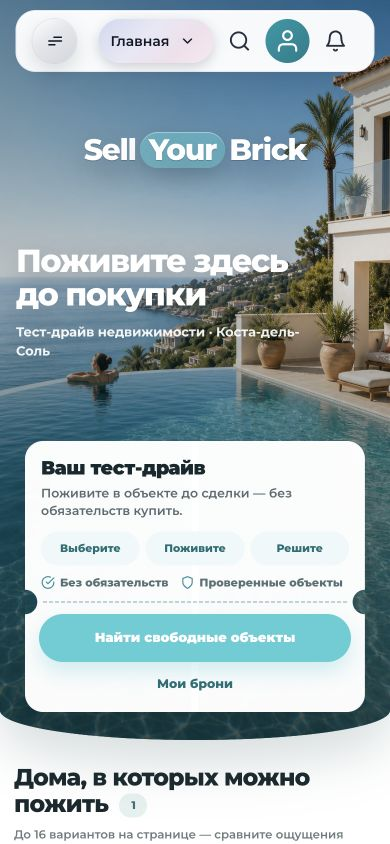 Главная
Sell Your Brick
Поживите здесь
до покупки
Тест-драйв недвижимости · Коста-дель-
Соль
Ваш тест-драйв
Поживите в объекте до сделки — без
обязательств купить.
Выберите Поживите Решите
Без обязательств Проверенные объекты
Найти свободные объекты
Мои брони
Дома, в которых можно
пожить 1
До 16 вариантов на странице — сравните ощущения